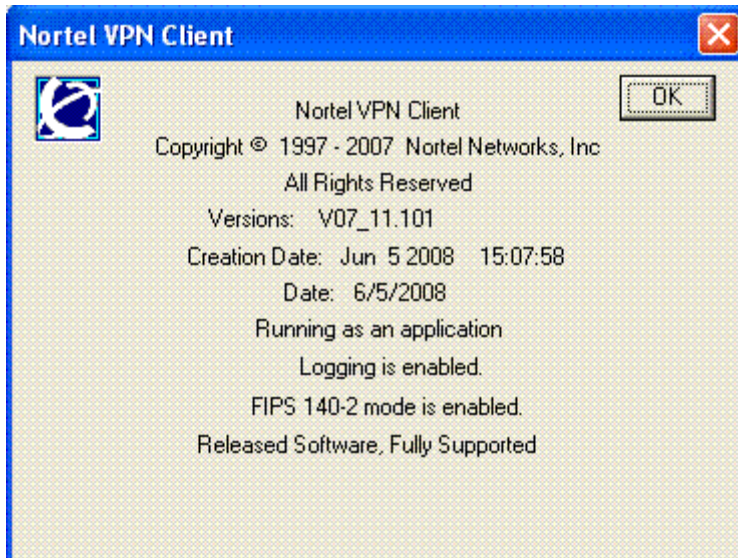 Nortel VPN Client
OK
Nortel VPN Client
Copyright © 1997 - 2007 Nortel Networks, Inc
All Rights Reserved
Versions: V07_11.101
Creation Date: Jun 5 2008 15:07:58
Date: 6/5/2008
Running as an application
Logging is enabled.
FIPS 140-2 mode is enabled.
Released Software, Fully Supported